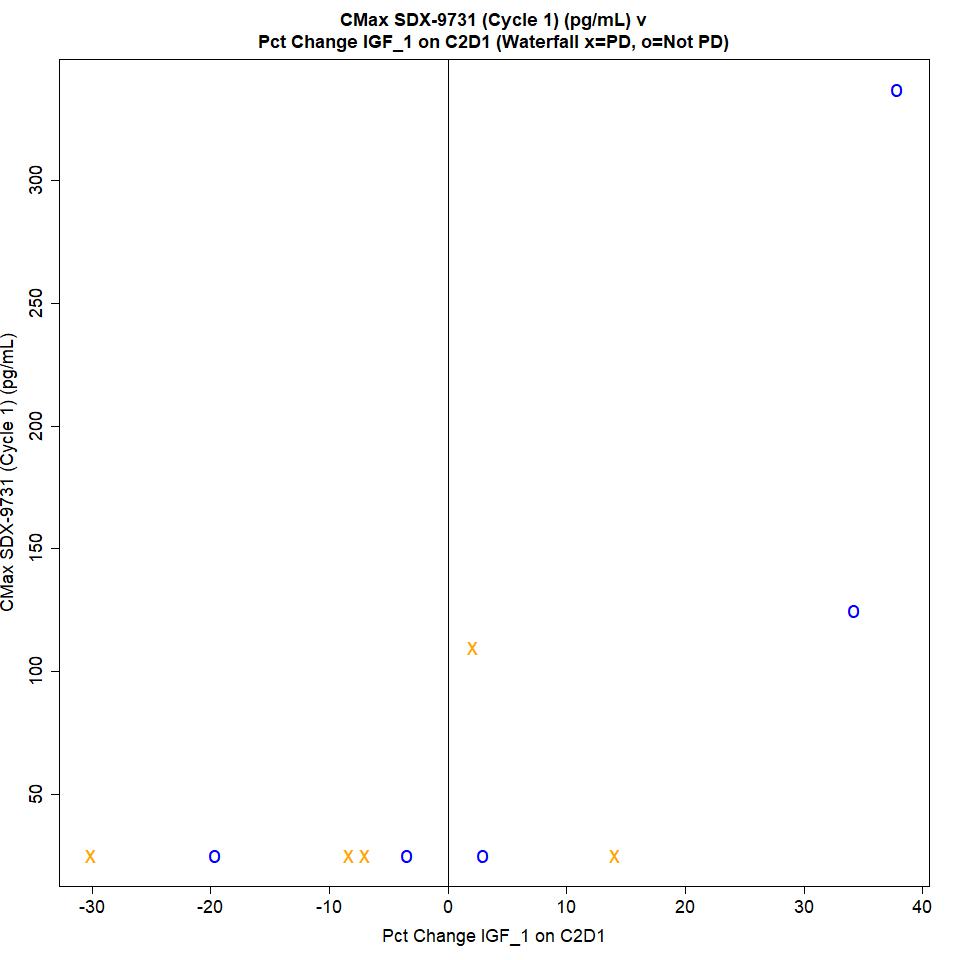 CMax SDX-9731 (Cycle 1) (pg/mL) v
Pct Change IGF_1 on C2D1 (Waterfall x=PD, o=Not PD)
CMax SDX-9731 (Cycle 1) (pg/mL)
300
250
200
150
100
50
o
o
x
x
o
x x
o
o
x
-30
-20
-10
0
10
20
30
40
Pct Change IGF_1 on C2D1